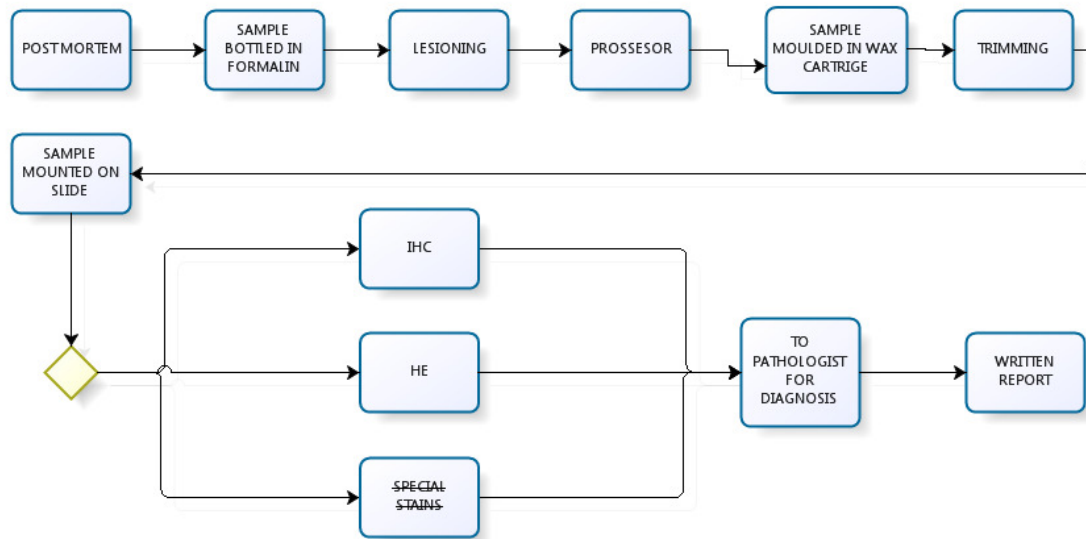 POSTMORTEM
SAMPLE
BOTTLED IN
FORMALIN
LESIONING
PROSSESOR
SAMPLE
MOULDED IN WAX
CARTRIGE
TRIMMING
SAMPLE
MOUNTED ON
SLIDE
IHC
HE
SPECIAL
STAINS
TO
PATHOLOGIST
FOR
DIAGNOSIS
WRITTEN
REPORT